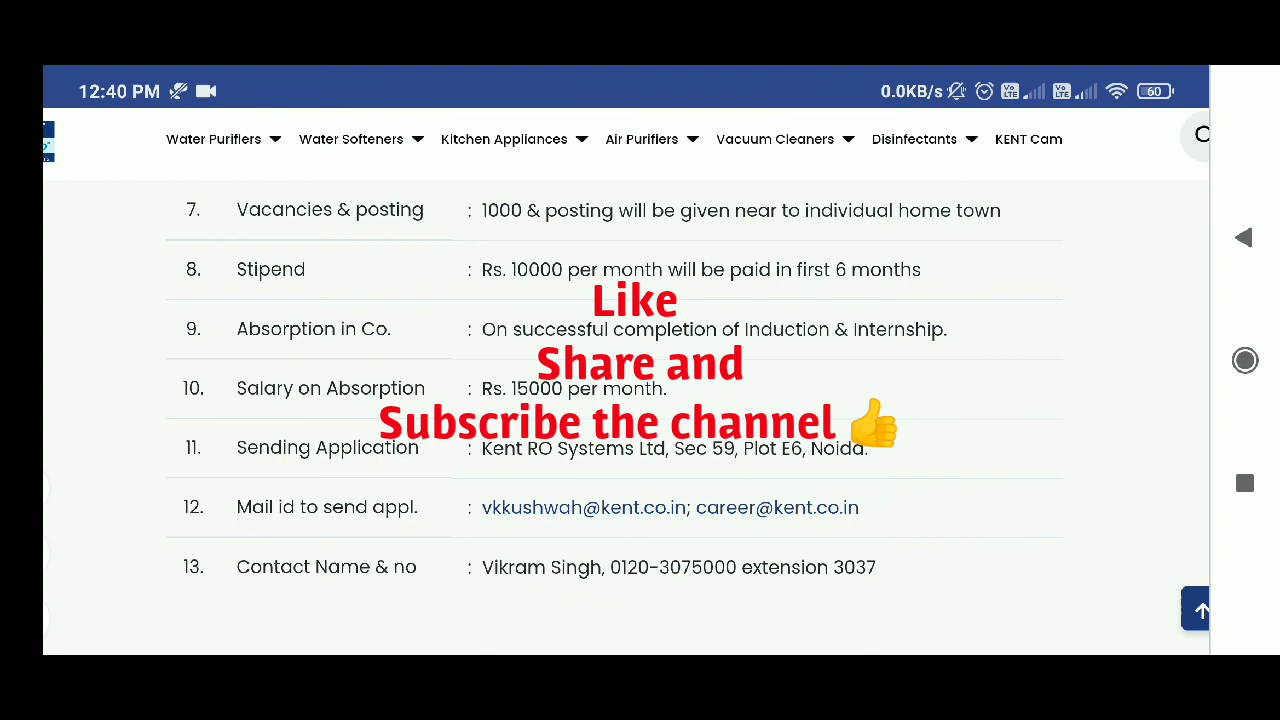 12:40 PM 0.0KB/s Vo LTE Vo LTE 60
Water Purifiers Water Softeners Kitchen Appliances Air Purifiers Vacuum Cleaners Disinfectants KENT Cam
7. Vacancies & posting : 1000 & posting will be given near to individual home town
8. Stipend : Rs. 10000 per month will be paid in first 6 months
Like
9. Absorption in Co. : On successful completion of Induction & Internship.
Share and
10. Salary on Absorption : Rs. 15000 per month.
Subscribe the channel 👍
11. Sending Application : Kent RO Systems Ltd, Sec 59, Plot E6, Noida.
12. Mail id to send appl. : vkkushwah@kent.co.in; career@kent.co.in
13. Contact Name & no : Vikram Singh, 0120-3075000 extension 3037